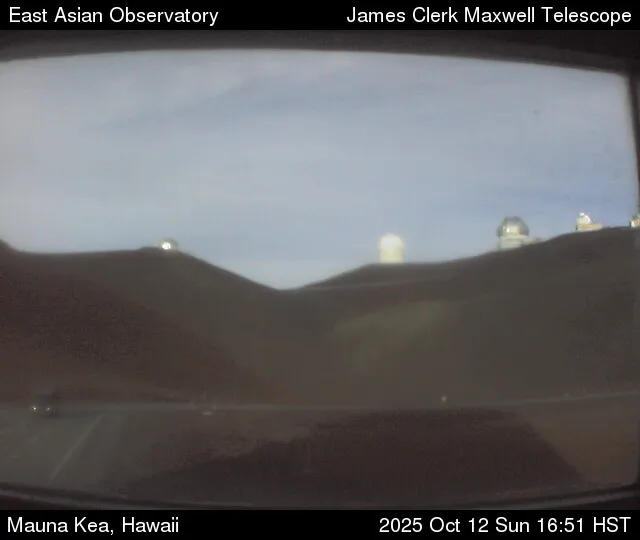 East Asian Observatory
James Clerk Maxwell Telescope
Mauna Kea, Hawaii
2025 Oct 12 Sun 16:51 HST